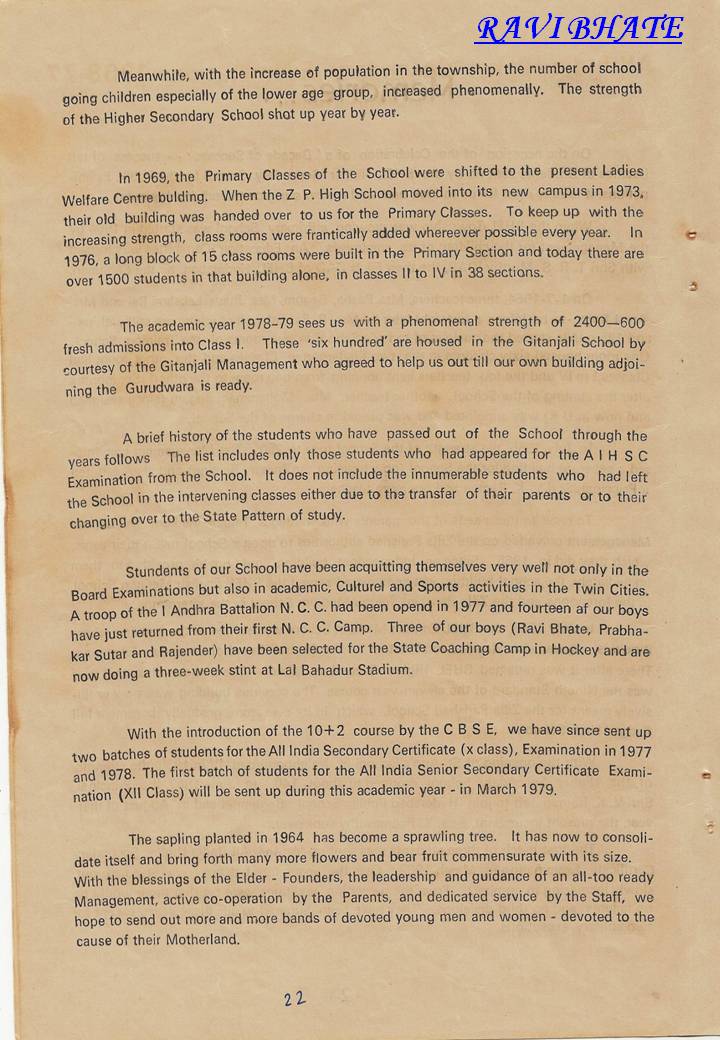 RAVI BHATE
Meanwhile, with the increase of population in the township, the number of school
going children especially of the lower age group, increased phenomenally. The strength
of the Higher Secondary School shot up year by year.
In 1969, the Primary Classes of the School were shifted to the present Ladies
Welfare Centre bulding. When the Z P. High School moved into its new campus in 1973,
their old building was handed over to us for the Primary Classes. To keep up with the
increasing strength, class rooms were frantically added whereever possible every year. In
1976, a long block of 15 class rooms were built in the Primary Section and today there are
over 1500 students in that building alone, in classes II to IV in 38 sections.
The academic year 1978-79 sees us with a phenomenal strength of 2400—600
fresh admissions into Class I. These 'six hundred' are housed in the Gitanjali School by
courtesy of the Gitanjali Management who agreed to help us out till our own building adjoi-
ning the Gurudwara is ready.
A brief history of the students who have passed out of the School through the
years follows The list includes only those students who had appeared for the A I H S C
Examination from the School. It does not include the innumerable students who had left
the School in the intervening classes either due to the transfer of their parents or to their
changing over to the State Pattern of study.
Stundents of our School have been acquitting themselves very well not only in the
Board Examinations but also in academic, Culturel and Sports activities in the Twin Cities.
A troop of the I Andhra Battalion N. C. C. had been opend in 1977 and fourteen af our boys
have just returned from their first N. C. C. Camp. Three of our boys (Ravi Bhate, Prabha-
kar Sutar and Rajender) have been selected for the State Coaching Camp in Hockey and are
now doing a three-week stint at Lal Bahadur Stadium.
With the introduction of the 10+2 course by the C B S E, we have since sent up
two batches of students for the All India Secondary Certificate (x class), Examination in 1977
and 1978. The first batch of students for the All India Senior Secondary Certificate Exami-
nation (XII Class) will be sent up during this academic year - in March 1979.
The sapling planted in 1964 has become a sprawling tree. It has now to consoli-
date itself and bring forth many more flowers and bear fruit commensurate with its size.
With the blessings of the Elder - Founders, the leadership and guidance of an all-too ready
Management, active co-operation by the Parents, and dedicated service by the Staff, we
hope to send out more and more bands of devoted young men and women - devoted to the
cause of their Motherland.
22